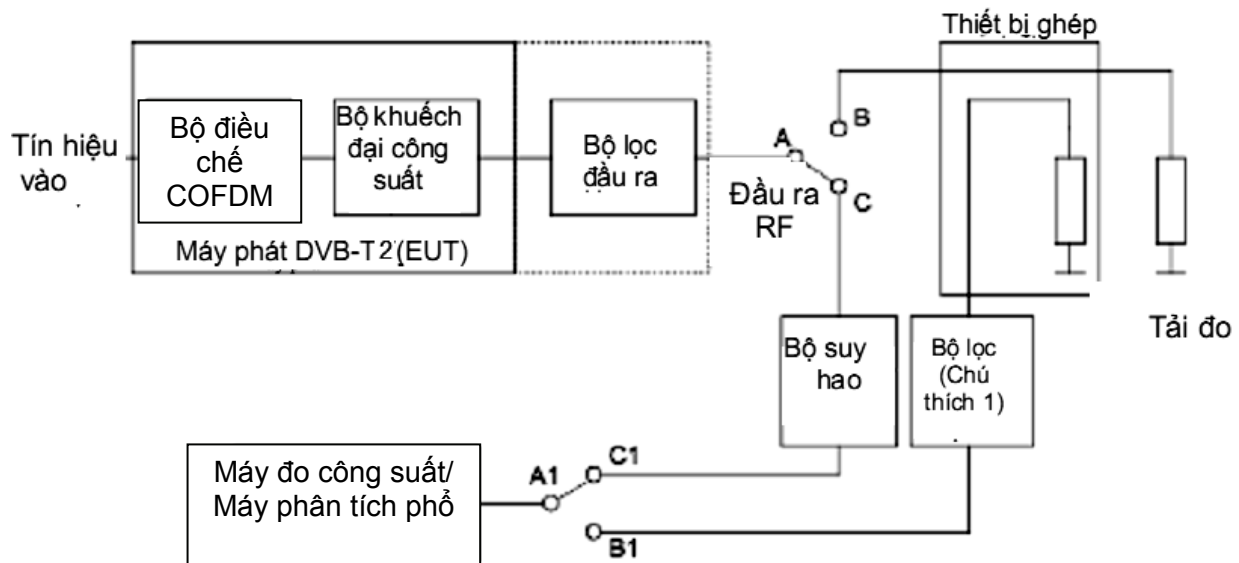 Thiết bị ghép
Tín hiệu
vào
Bộ điều
chế
COFDM
Bộ khuếch
đại công
suất
Bộ lọc
đầu ra
Máy phát DVB-T2 (EUT)
A
B
C
Đầu ra
RF
Tải đo
Bộ suy
hao
Bộ lọc
(Chú
thích 1)
Máy đo công suất/
Máy phân tích phổ
A1
C1
B1